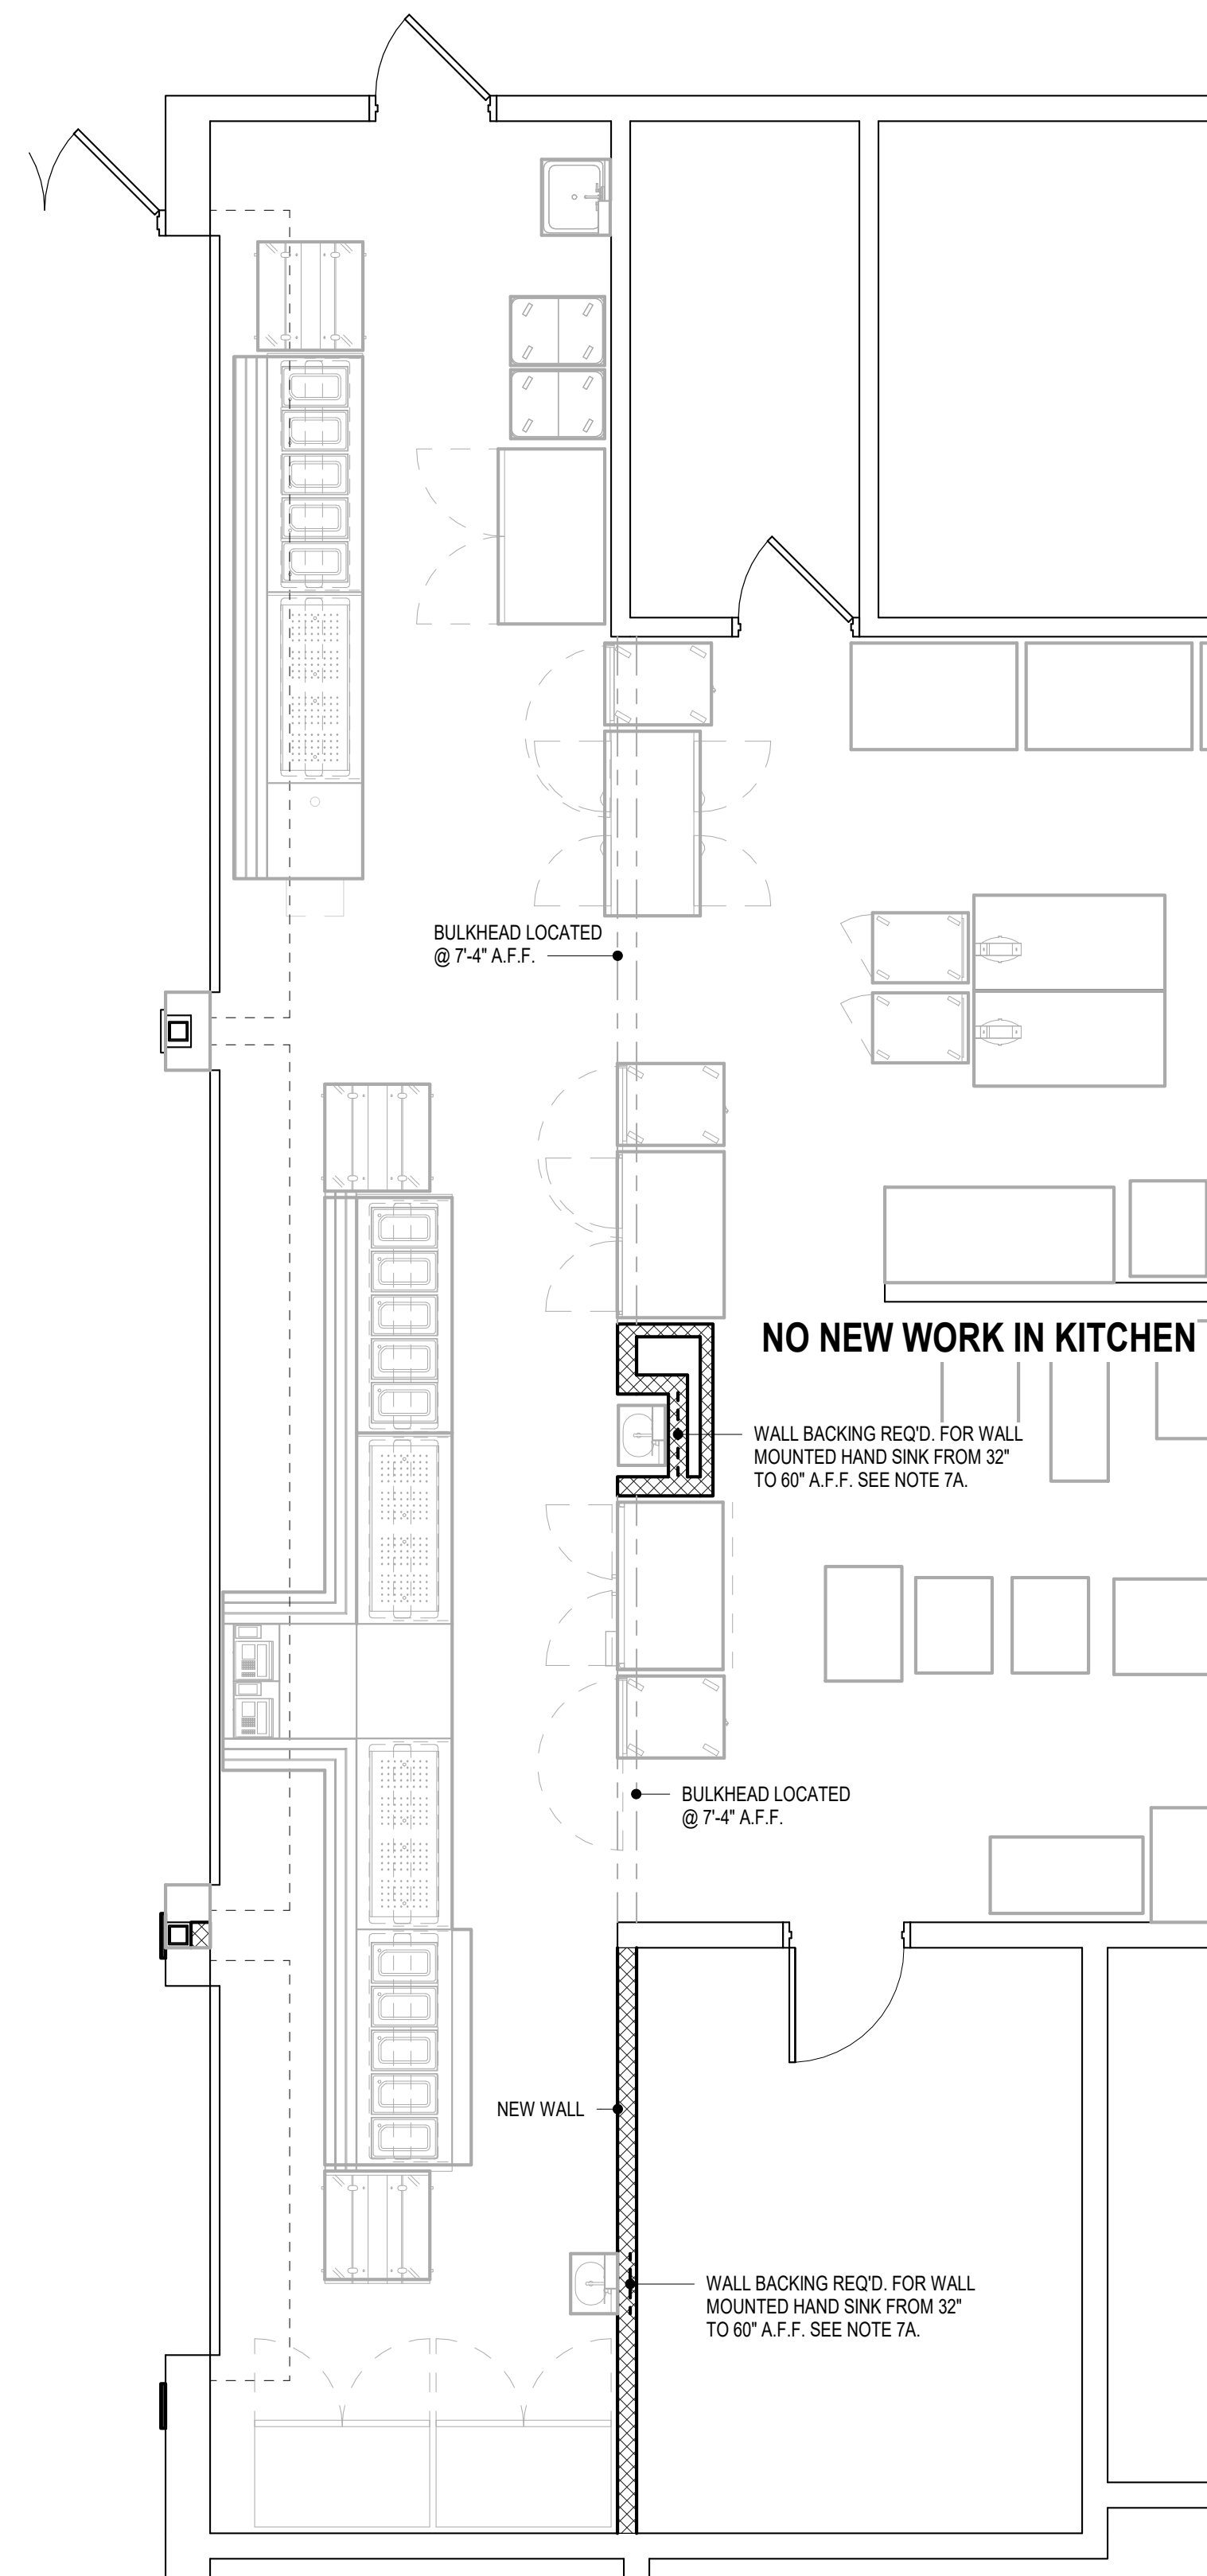 BULKHEAD LOCATED
@ 7'-4" A.F.F.
NO NEW WORK IN KITCHEN
WALL BACKING REQ'D. FOR WALL
MOUNTED HAND SINK FROM 32"
TO 60" A.F.F. SEE NOTE 7A.
BULKHEAD LOCATED
@ 7'-4" A.F.F.
NEW WALL
WALL BACKING REQ'D. FOR WALL
MOUNTED HAND SINK FROM 32"
TO 60" A.F.F. SEE NOTE 7A.